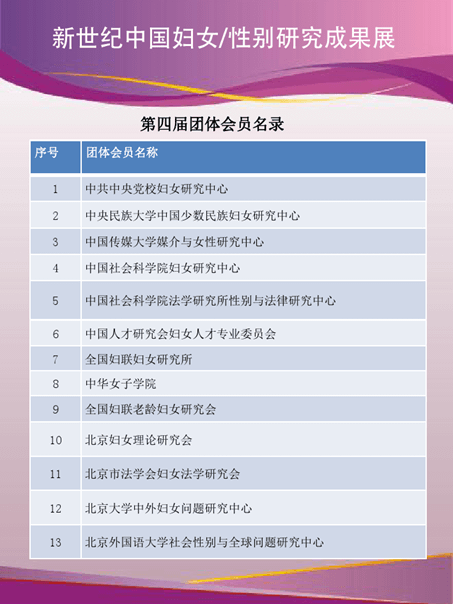 新世纪中国妇女/性别研究成果展
第四届团体会员名录
序号 团体会员名称
1 中共中央党校妇女研究中心
2 中央民族大学中国少数民族妇女研究中心
3 中国传媒大学媒介与女性研究中心
4 中国社会科学院妇女研究中心
5 中国社会科学院法学研究所性别与法律研究中心
6 中国人才研究会妇女人才专业委员会
7 全国妇联妇女研究所
8 中华女子学院
9 全国妇联老龄妇女研究会
10 北京妇女理论研究会
11 北京市法学会妇女法学研究会
12 北京大学中外妇女问题研究中心
13 北京外国语大学社会性别与全球问题研究中心